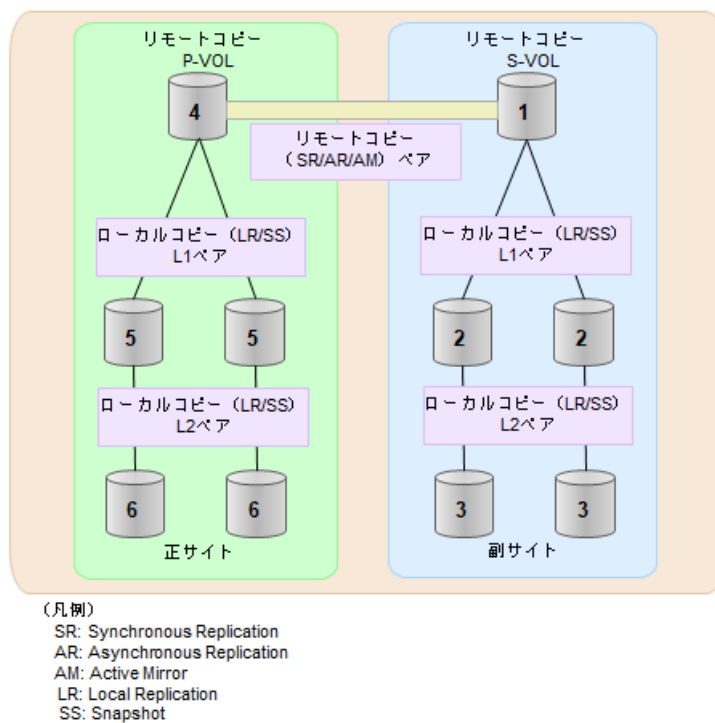 リモートコピー
P-VOL
リモートコピー
S-VOL
4
1
リモートコピー
(SR/AR/AM) ペア
ローカルコピー(LR/SS)
L1ペア
ローカルコピー(LR/SS)
L1ペア
5
5
2
2
ローカルコピー(LR/SS)
L2ペア
ローカルコピー(LR/SS)
L2ペア
6
6
3
3
正サイト
副サイト
(凡例)
SR: Synchronous Replication
AR: Asynchronous Replication
AM: Active Mirror
LR: Local Replication
SS: Snapshot